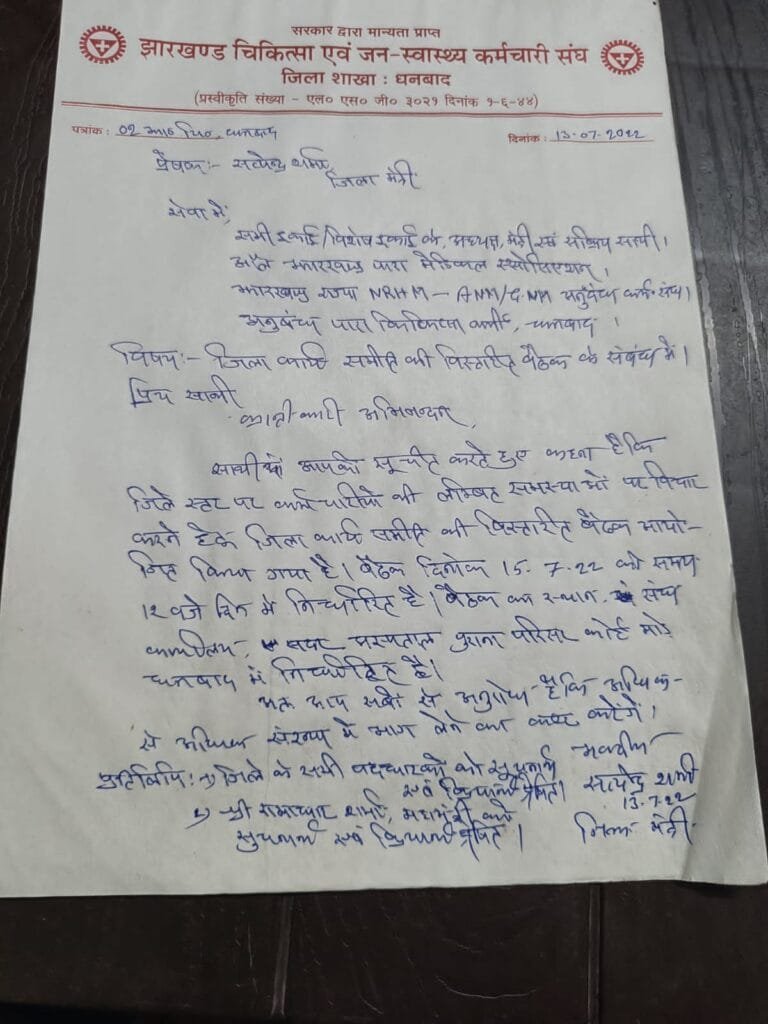 सरकार द्वारा मान्यता प्राप्त
झारखण्ड चिकित्सा एवं जन-स्वास्थ्य कर्मचारी संघ
जिला शाखा : धनबाद
(प्रस्वीकृति संख्या - एल० एस० जी० ३०२१ दिनांक १-६-४४)
पत्रांक : 02 धनबाद
दिनांक : 13-07-2022
प्रेषक :- सत्येन्द्र शर्मा,
जिला मंत्री
सेवा में,
सभी इकाई/विशेष इकाई के, अध्यक्ष, मंत्री एवं सक्रिय साथी।
ऑल झारखण्ड पारा मेडिकल एसोसिएशन,
झारखण्ड राज्य NRHM - ANM/GNM अनुबंध कर्म. संघ।
अनुबंध पारा चिकित्सा कर्मी, धनबाद।
विषय :- जिला कार्य समिति की विस्तारित बैठक के संबंध में।
प्रिय साथी
क्रान्तिकारी अभिनन्दन,
साथीयों आपको सूचीत करते हुए कहना है कि
जिले स्तर पर कर्मचारीयो की लम्बित समस्याओं पर विचार
करने हेतु जिला कार्य समिति की विस्तारित बैठक आयो-
जित किया गया है। बैठक दिनांक 15.7.22 को समय
12 बजे दिन में निर्धारित है। बैठक का स्थान संघ
कार्यालय, सदर अस्पताल पुराना परिसर कोर्ट मोड़
धनबाद में निर्धारित है।
अतः आप सभी से अनुरोध है कि अधिक-
से अधिक संख्या में भाग लेने का कष्ट करेगें।
भवदीय
प्रतिलिपि :- 1) जिले के सभी पदधारको को सूचनार्थ
एवं क्रियार्थ प्रेषित।
सत्येन्द्र शर्मा
13.7.22
जिला मंत्री
2) श्री शर्मा, महामंत्री को
सूचनार्थ एवं क्रियार्थ प्रेषित।